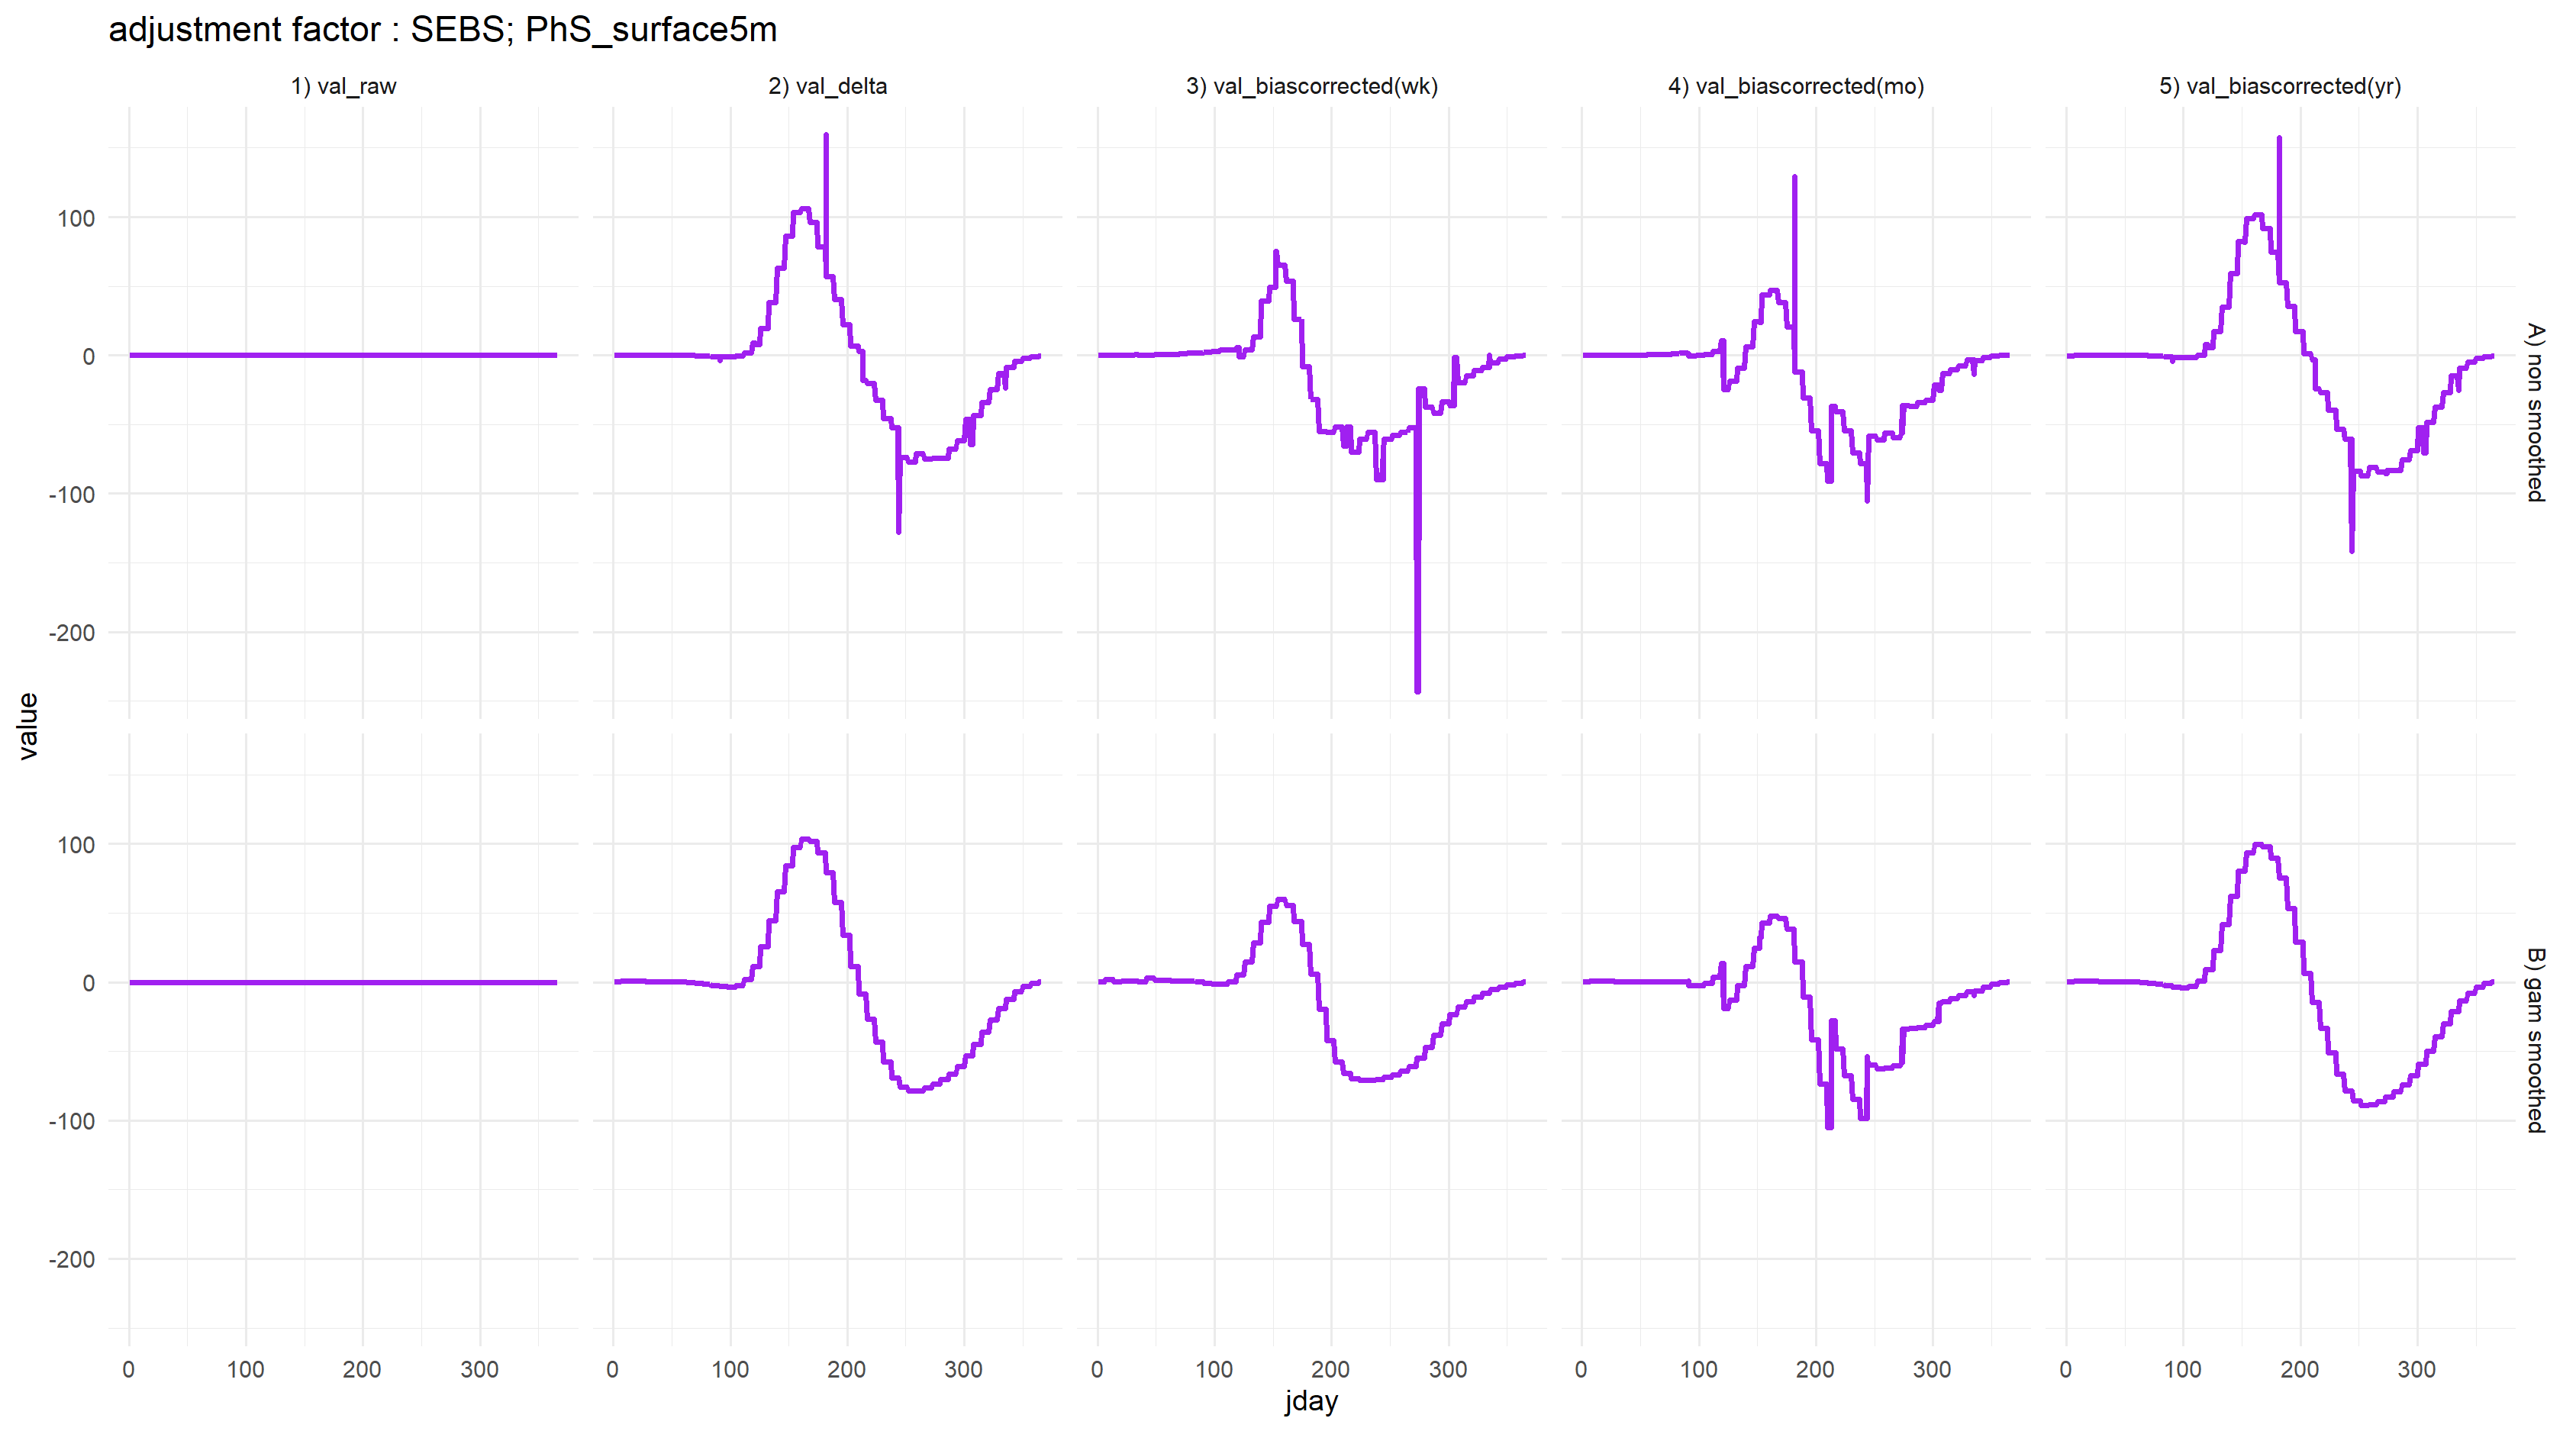 adjustment factor : SEBS; PhS_surface5m
1) val_raw
2) val_delta
3) val_biascorrected(wk)
4) val_biascorrected(mo)
5) val_biascorrected(yr)
100
0
-100
-200
A) non smoothed
value
100
0
-100
-200
B) gam smoothed
0 100 200 300
0 100 200 300
0 100 200 300
0 100 200 300
0 100 200 300
jday